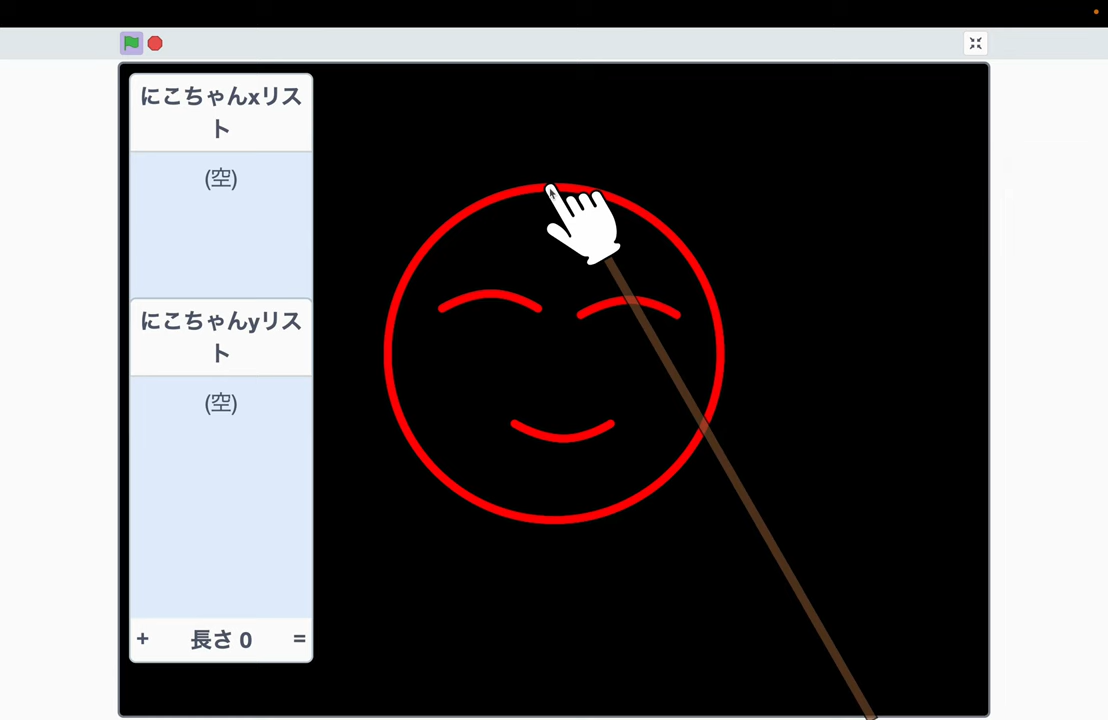 にこちゃんxリス
ト
(空)
にこちゃんyリス
ト
(空)
+ 長さ 0 =